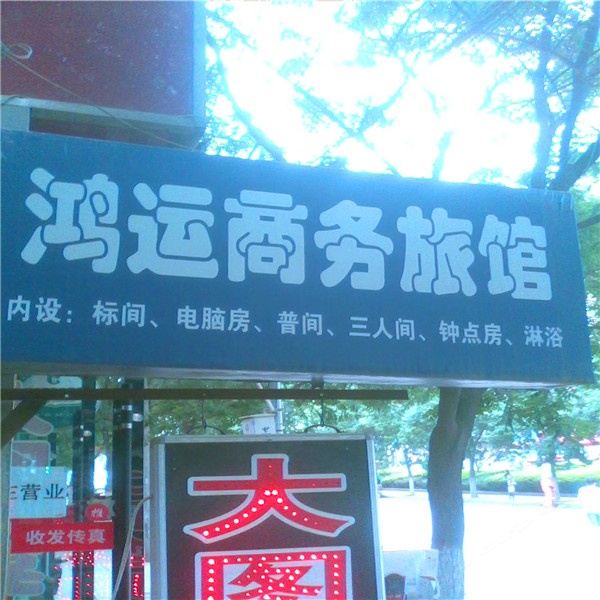 鸿运商务旅馆
内设：标间、电脑房、普间、三人间、钟点房、淋浴
营业
收发传真
大